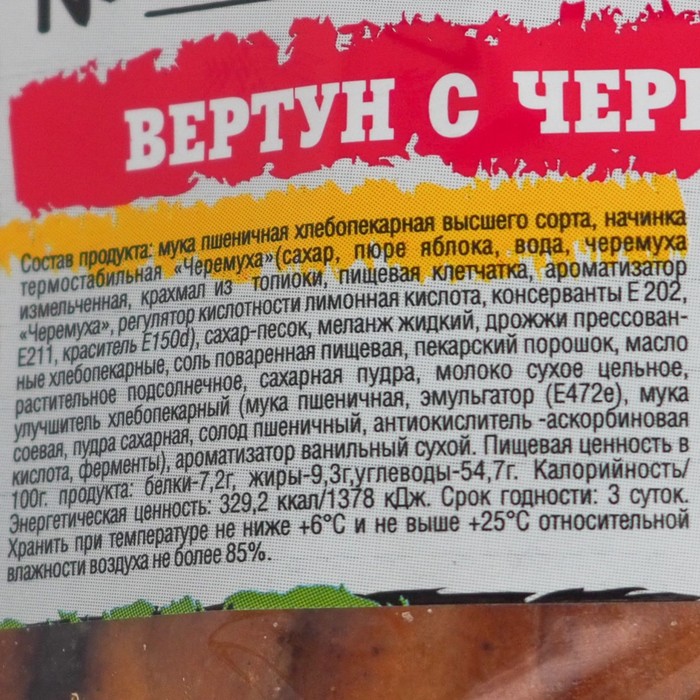 ВЕРТУН С ЧЕР
Состав продукта: мука пшеничная хлебопекарная высшего сорта, начинка
термостабильная «Черемуха»(сахар, пюре яблока, вода, черемуха
измельченная, крахмал из топиоки, пищевая клетчатка, ароматизатор
«Черемуха», регулятор кислотности лимонная кислота, консерванты Е 202,
Е211, краситель Е150d), сахар-песок, меланж жидкий, дрожжи прессован-
ные хлебопекарные, соль поваренная пищевая, пекарский порошок, масло
растительное подсолнечное, сахарная пудра, молоко сухое цельное,
улучшитель хлебопекарный (мука пшеничная, эмульгатор (Е472е), мука
соевая, пудра сахарная, солод пшеничный, антиокислитель -аскорбиновая
кислота, ферменты), ароматизатор ванильный сухой. Пищевая ценность в
100г. продукта: белки-7,2г, жиры-9,3г,углеводы-54,7г. Калорийность/
Энергетическая ценность: 329,2 ккал/1378 кДж. Срок годности: 3 суток.
Хранить при температуре не ниже +6°С и не выше +25°С относительной
влажности воздуха не более 85%.